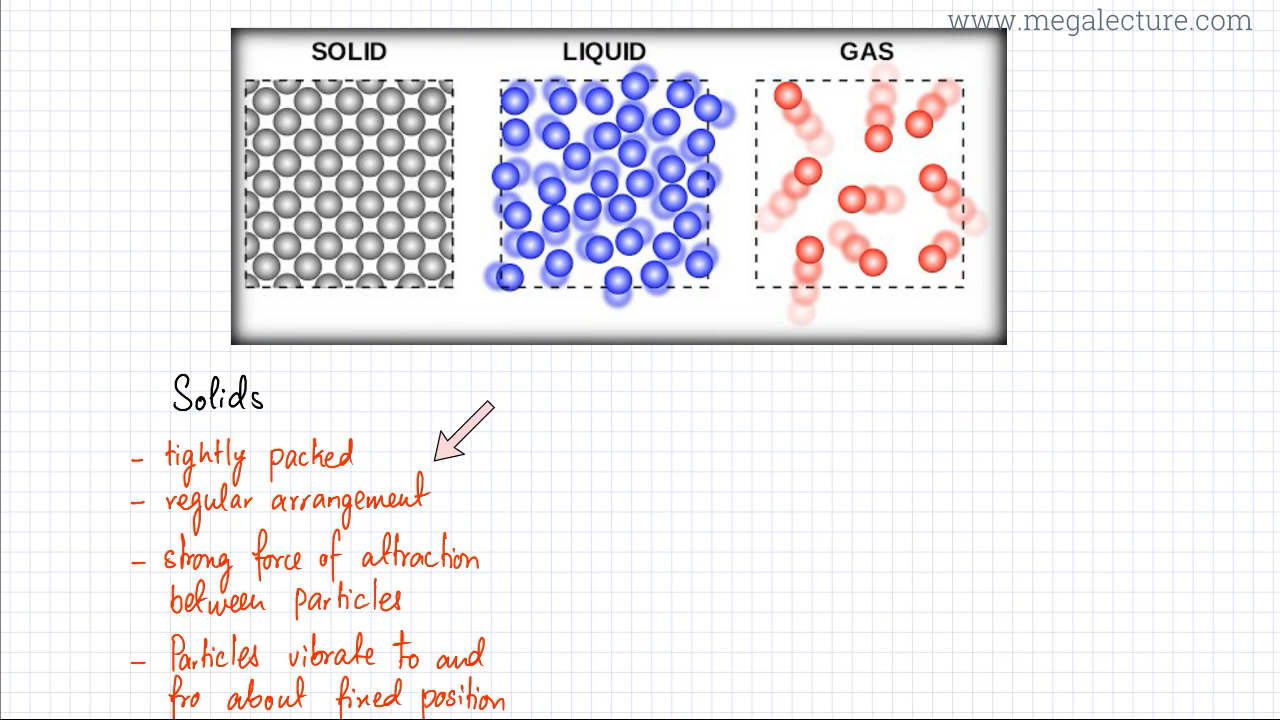 www.megalecture.com
SOLID LIQUID GAS
Solids
- tightly packed
- regular arrangement
- strong force of attraction
between particles
- Particles vibrate to and
fro about fixed position